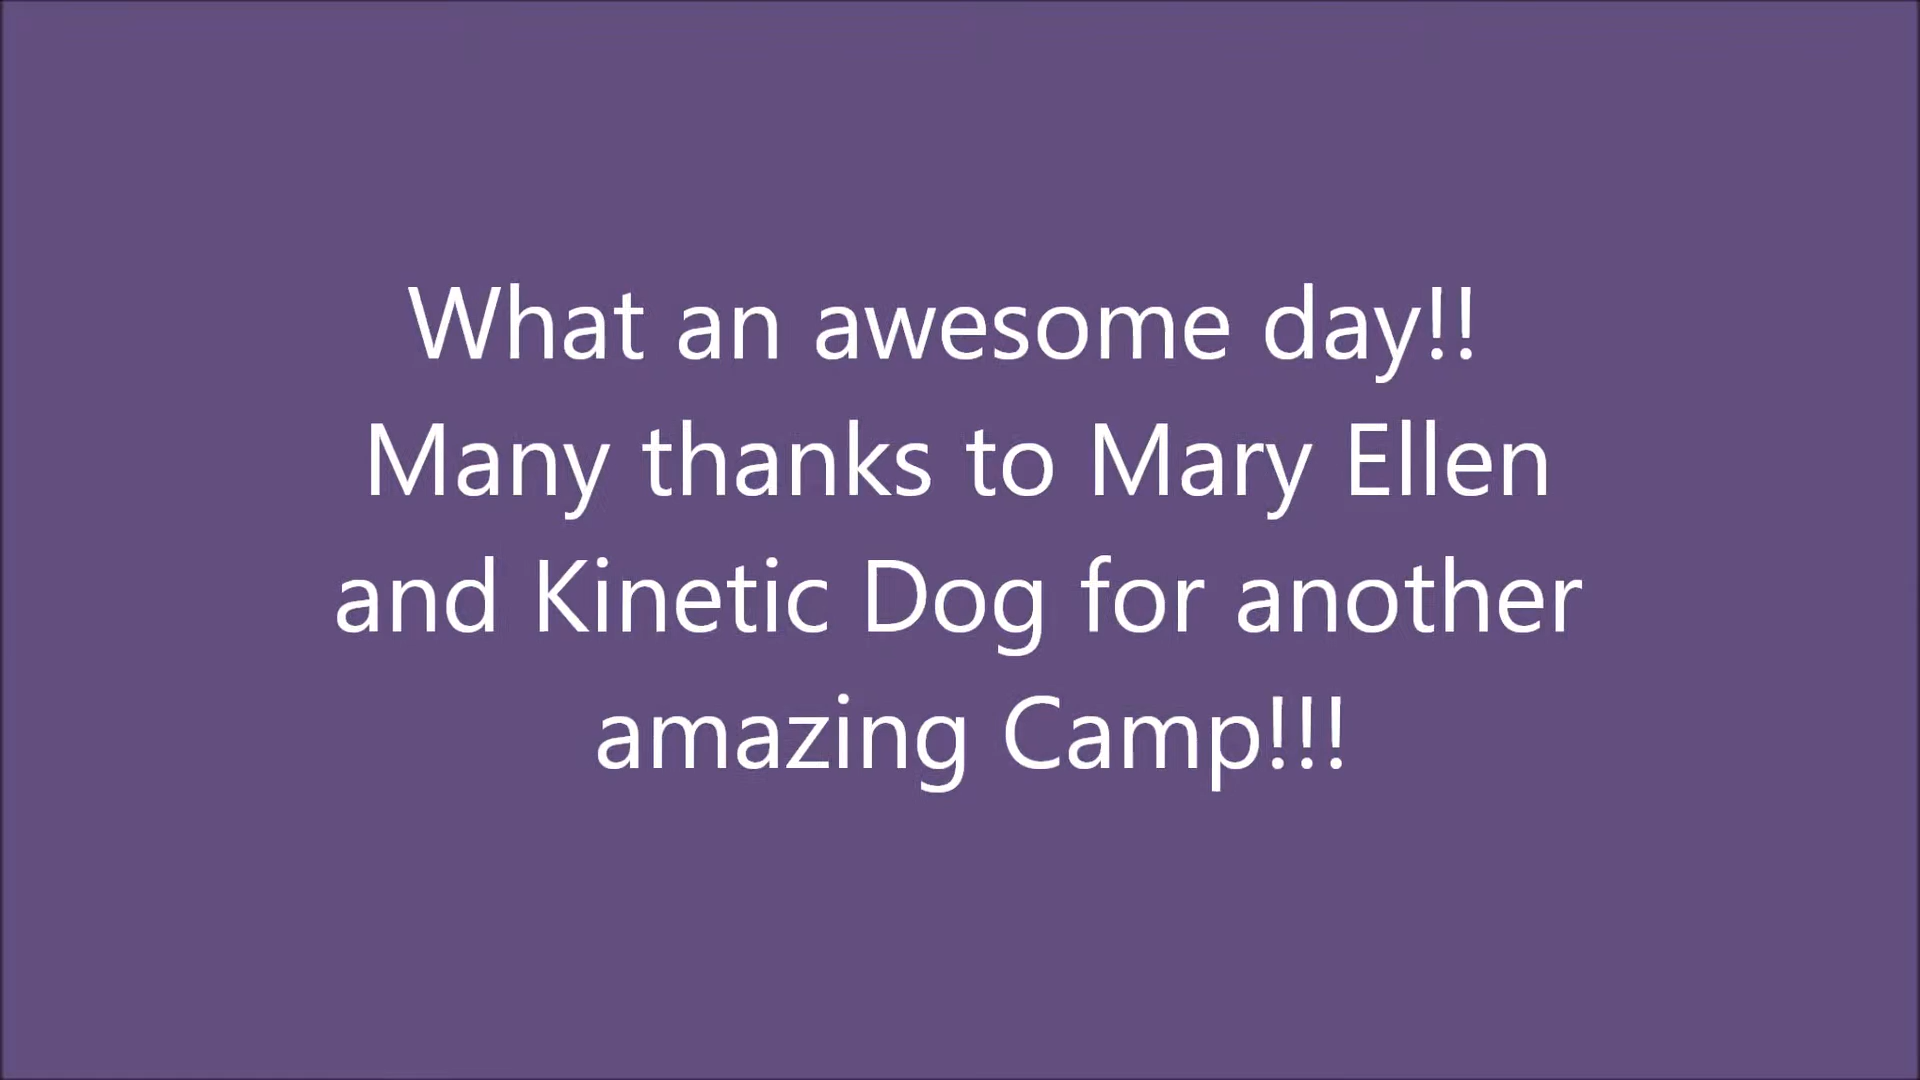 What an awesome day!!
Many thanks to Mary Ellen
and Kinetic Dog for another
amazing Camp!!!